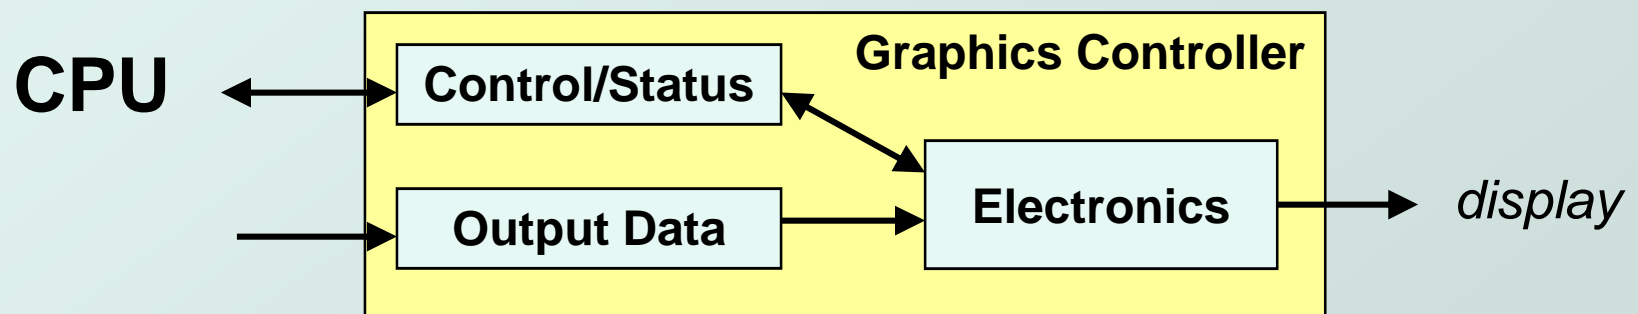 Graphics Controller
CPU
Control/Status
Output Data
Electronics
display